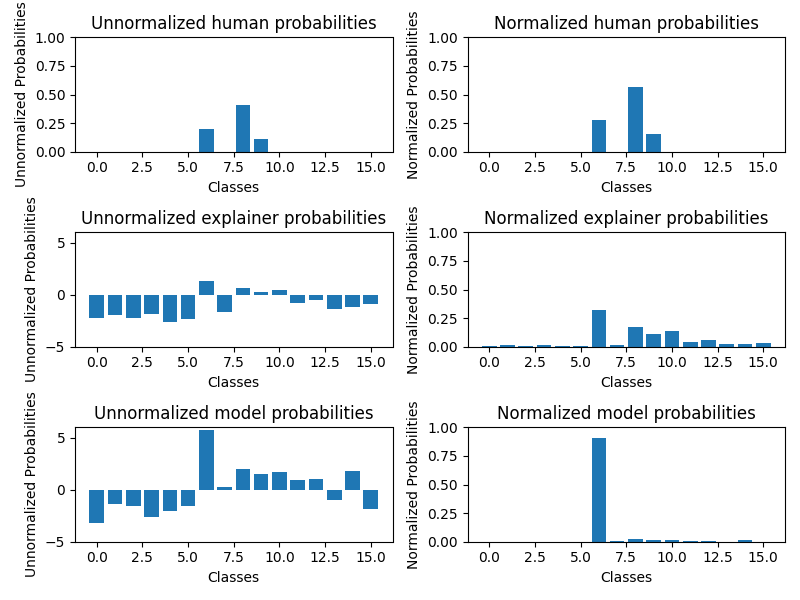 Unnormalized human probabilities
Unnormalized Probabilities
1.00
0.75
0.50
0.25
0.00
0.0 2.5 5.0 7.5 10.0 12.5 15.0
Classes
Normalized human probabilities
Normalized Probabilities
1.00
0.75
0.50
0.25
0.00
0.0 2.5 5.0 7.5 10.0 12.5 15.0
Classes
Unnormalized explainer probabilities
Unnormalized Probabilities
5
0
−5
0.0 2.5 5.0 7.5 10.0 12.5 15.0
Classes
Normalized explainer probabilities
Normalized Probabilities
1.00
0.75
0.50
0.25
0.00
0.0 2.5 5.0 7.5 10.0 12.5 15.0
Classes
Unnormalized model probabilities
Unnormalized Probabilities
5
0
−5
0.0 2.5 5.0 7.5 10.0 12.5 15.0
Classes
Normalized model probabilities
Normalized Probabilities
1.00
0.75
0.50
0.25
0.00
0.0 2.5 5.0 7.5 10.0 12.5 15.0
Classes